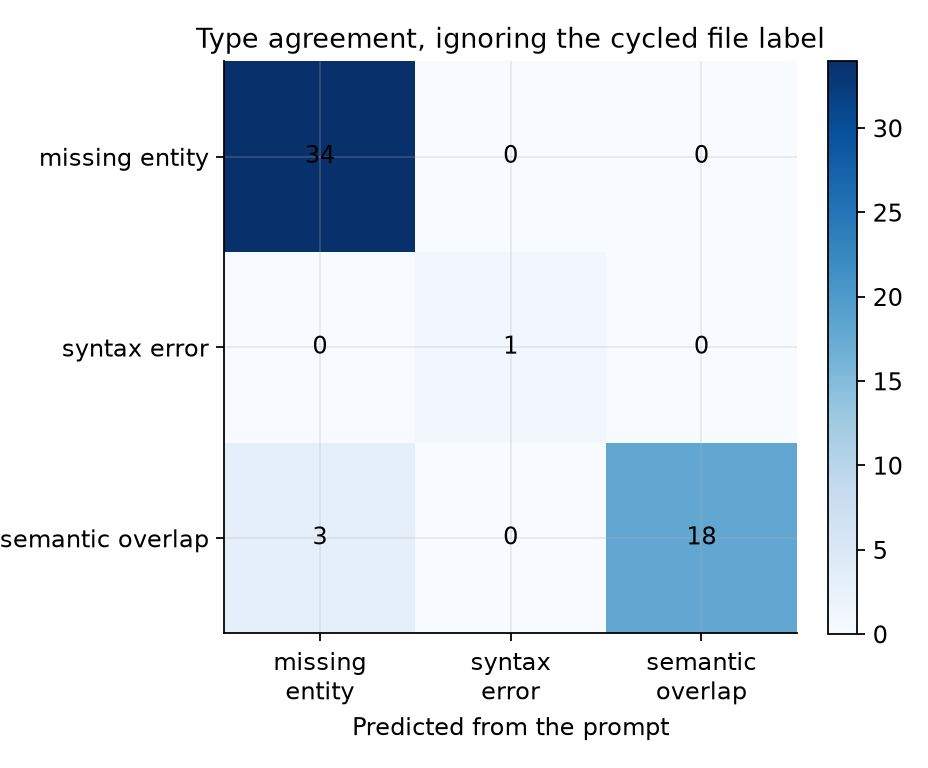 Type agreement, ignoring the cycled file label
missing entity
34
0
0
syntax error
0
1
0
semantic overlap
3
0
18
missing
entity
syntax
error
semantic
overlap
Predicted from the prompt
30
25
20
15
10
5
0